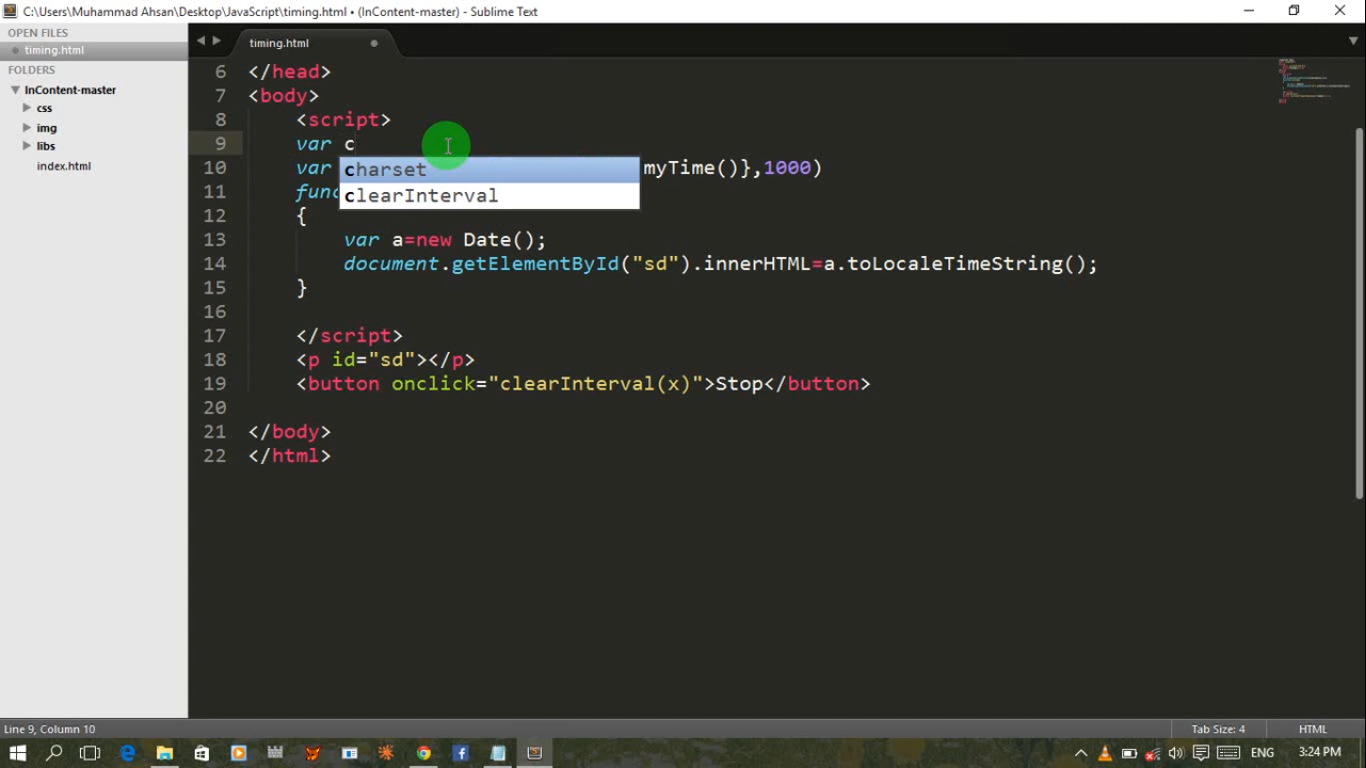 C:\Users\Muhammad Ahsan\Desktop\JavaScript\timing.html • (InContent-master) - Sublime Text
OPEN FILES
timing.html
FOLDERS
InContent-master
css
img
libs
index.html
timing.html
6 </head>
7 <body>
8 <script>
9 var c
charset
clearInterval
10 var myTime()},1000)
11 func
12 {
13 var a=new Date();
14 document.getElementById("sd").innerHTML=a.toLocaleTimeString();
15 }
16
17 </script>
18 <p id="sd"></p>
19 <button onclick="clearInterval(x)">Stop</button>
20
21 </body>
22 </html>
Line 9, Column 10
Tab Size: 4
HTML
ENG
3:24 PM